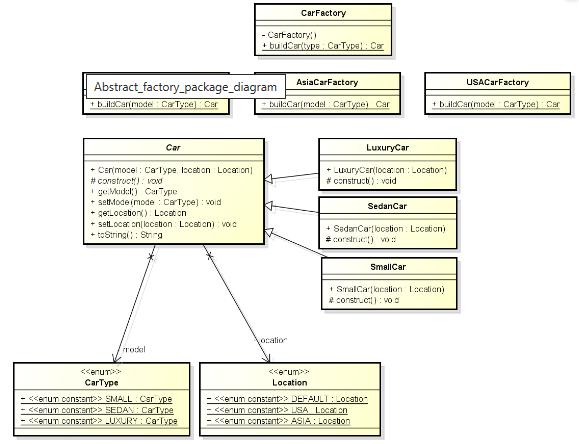 CarFactory
- CarFactory()
+ buildCar(type : CarType) : Car
Abstract_factory_package_diagram
+ buildCar(model : CarType) : Car
AsiaCarFactory
+ buildCar(model : CarType) : Car
USACarFactory
+ buildCar(model : CarType) : Car
Car
+ Car(model : CarType, location : Location)
# construct() : void
+ getModel() : CarType
+ setModel(model : CarType) : void
+ getLocation() : Location
+ setLocation(location : Location) : void
+ toString() : String
LuxuryCar
+ LuxuryCar(location : Location)
# construct() : void
SedanCar
+ SedanCar(location : Location)
# construct() : void
SmallCar
+ SmallCar(location : Location)
# construct() : void
model
location
<<enum>>
CarType
+ <<enum constant>> SMALL : CarType
+ <<enum constant>> SEDAN : CarType
+ <<enum constant>> LUXURY : CarType
<<enum>>
Location
+ <<enum constant>> DEFAULT : Location
+ <<enum constant>> USA : Location
+ <<enum constant>> ASIA : Location